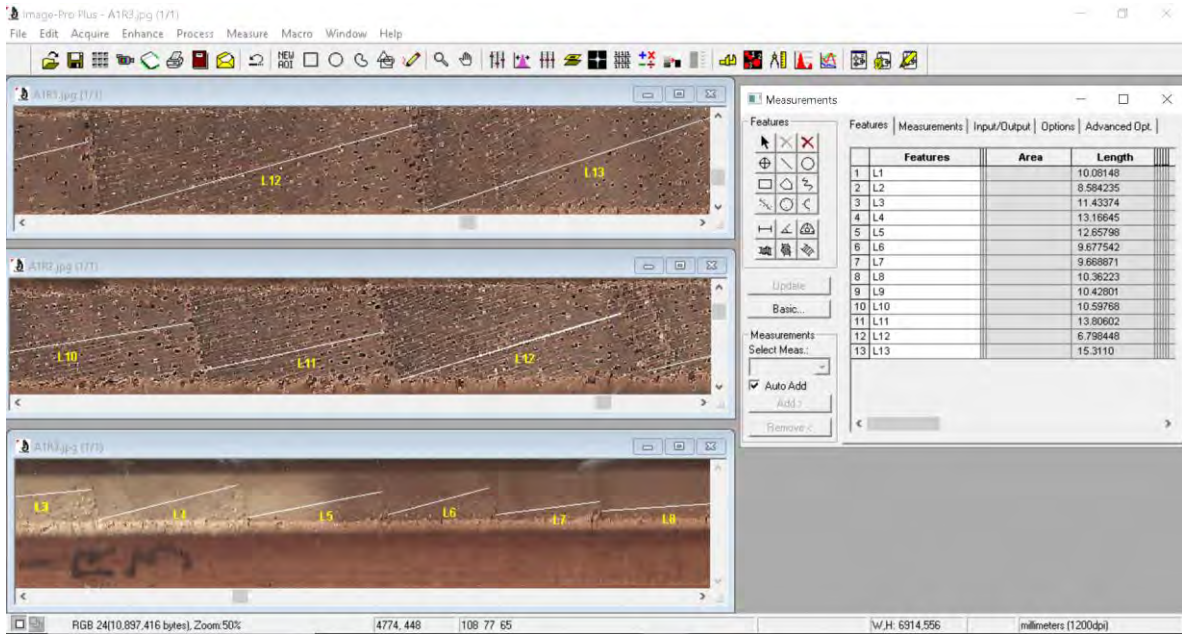 Image-Pro Plus - A1R3.jpg (1/1)
File Edit Acquire Enhance Process Measure Macro Window Help
NEW
AOI
A1R1.jpg (1/1)
L12
L13
A1R2.jpg (1/1)
L10
L11
L12
A1R3.jpg (1/1)
L3
L4
L5
L6
L7
L8
Measurements
Features
Update
Basic...
Measurements
Select Meas.:
Auto Add
Add >
Remove <
Features Measurements Input/Output Options Advanced Opt.
Features Area Length
1 L1 10.08148
2 L2 8.584235
3 L3 11.43374
4 L4 13.16645
5 L5 12.65798
6 L6 9.677542
7 L7 9.668871
8 L8 10.36223
9 L9 10.42801
10 L10 10.59768
11 L11 13.80602
12 L12 6.798448
13 L13 15.3110
RGB 24(10,897,416 bytes), Zoom:50% 4774, 448 108 77 65 W,H: 6914,556 millimeters (1200dpi)